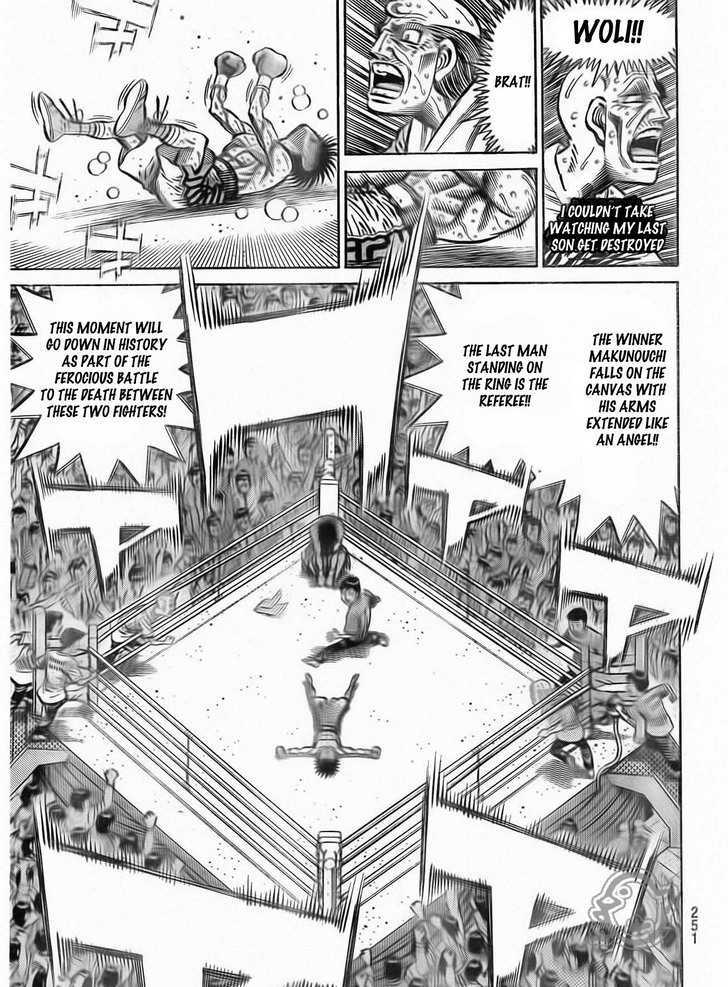 WOLI!!
I COULDN'T TAKE
WATCHING MY LAST
SON GET DESTROYED
BRAT!!
THE WINNER
MAKUNOUCHI
FALLS ON THE
CANVAS WITH
HIS ARMS
EXTENDED LIKE
AN ANGEL!!
THE LAST MAN
STANDING ON
THE RING IS THE
REFEREE!!
THIS MOMENT WILL
GO DOWN IN HISTORY
AS PART OF THE
FEROCIOUS BATTLE
TO THE DEATH BETWEEN
THESE TWO FIGHTERS!
251